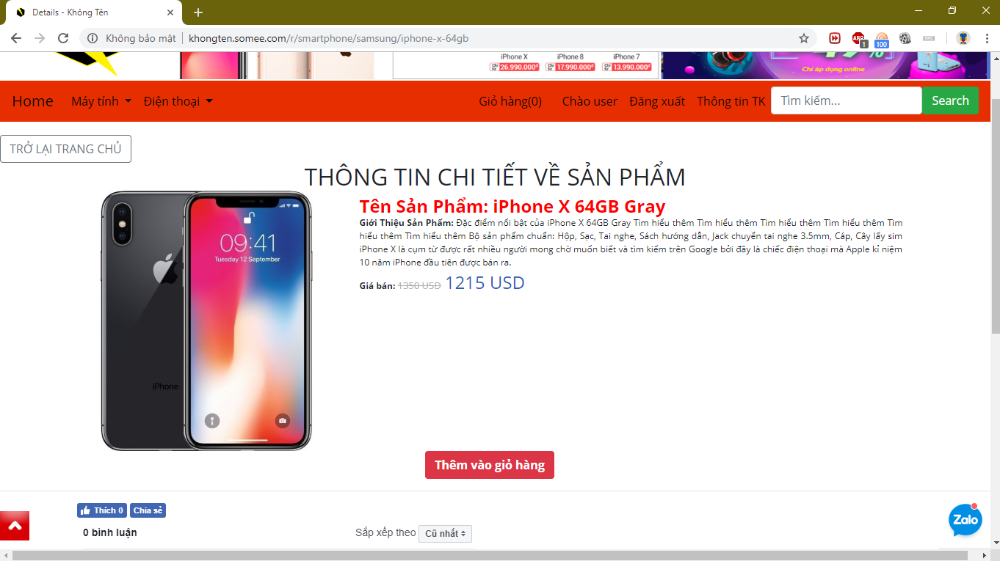 Details - Không Tên
Không bảo mật | khongten.somee.com/r/smartphone/samsung/iphone-x-64gb
ABP 1 100
iPhone X iPhone 8 iPhone 7
26.990.000đ 17.990.000đ 13.990.000đ
Chỉ áp dụng online
Home Máy tính Điện thoại Giỏ hàng(0) Chào user Đăng xuất Thông tin TK Tìm kiếm... Search
TRỞ LẠI TRANG CHỦ
THÔNG TIN CHI TIẾT VỀ SẢN PHẨM
Tên Sản Phẩm: iPhone X 64GB Gray
Giới Thiệu Sản Phẩm: Đặc điểm nổi bật của iPhone X 64GB Gray Tìm hiểu thêm Tìm hiểu thêm Tìm hiểu thêm Tìm hiểu thêm Tìm
hiểu thêm Tìm hiểu thêm Bộ sản phẩm chuẩn: Hộp, Sạc, Tai nghe, Sách hướng dẫn, Jack chuyển tai nghe 3.5mm, Cáp, Cây lấy sim
iPhone X là cụm từ được rất nhiều người mong chờ muốn biết và tìm kiếm trên Google bởi đây là chiếc điện thoại mà Apple kỉ niệm
10 năm iPhone đầu tiên được bán ra.
Giá bán: 1350 USD 1215 USD
09:41
Tuesday 12 September
iPhone
Thêm vào giỏ hàng
Thích 0 Chia sẻ
Zalo
0 bình luận Sắp xếp theo Cũ nhất